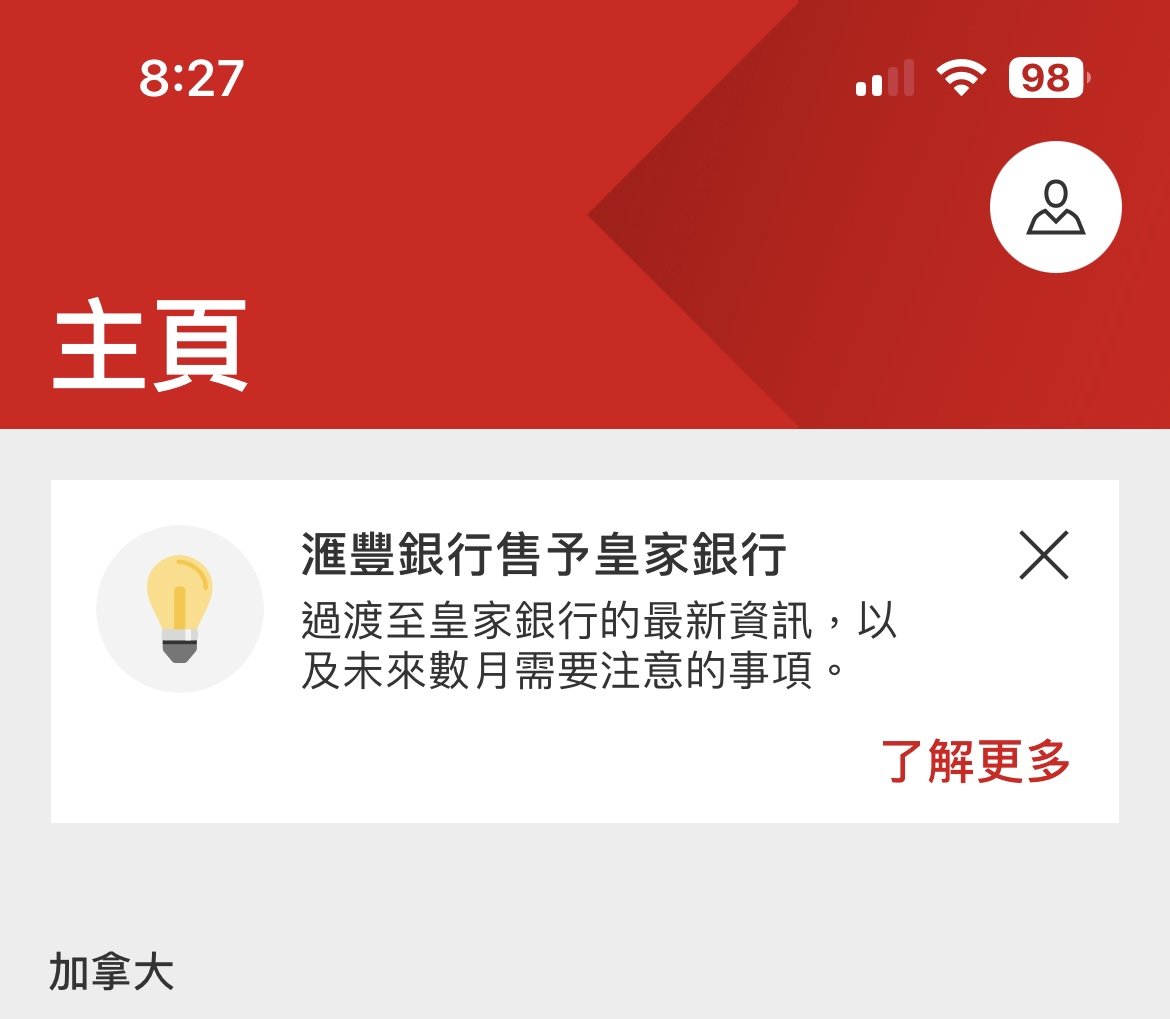 8:27
98
主頁
滙豐銀行售予皇家銀行
過渡至皇家銀行的最新資訊，以
及未來數月需要注意的事項。
了解更多
加拿大